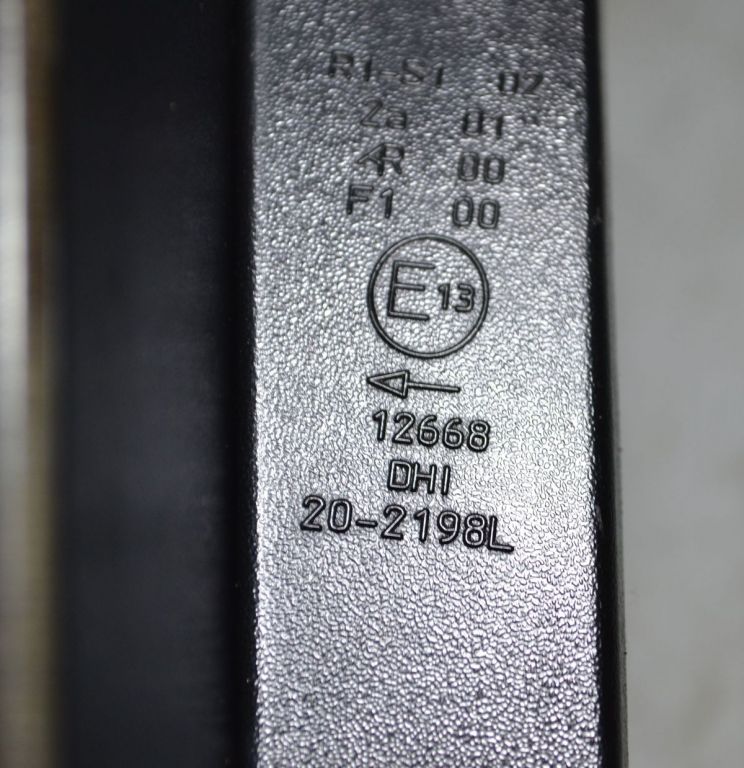 R1-S1 02
2a 01
AR 00
F1 00
E 13
12668
DHI
20-2198L